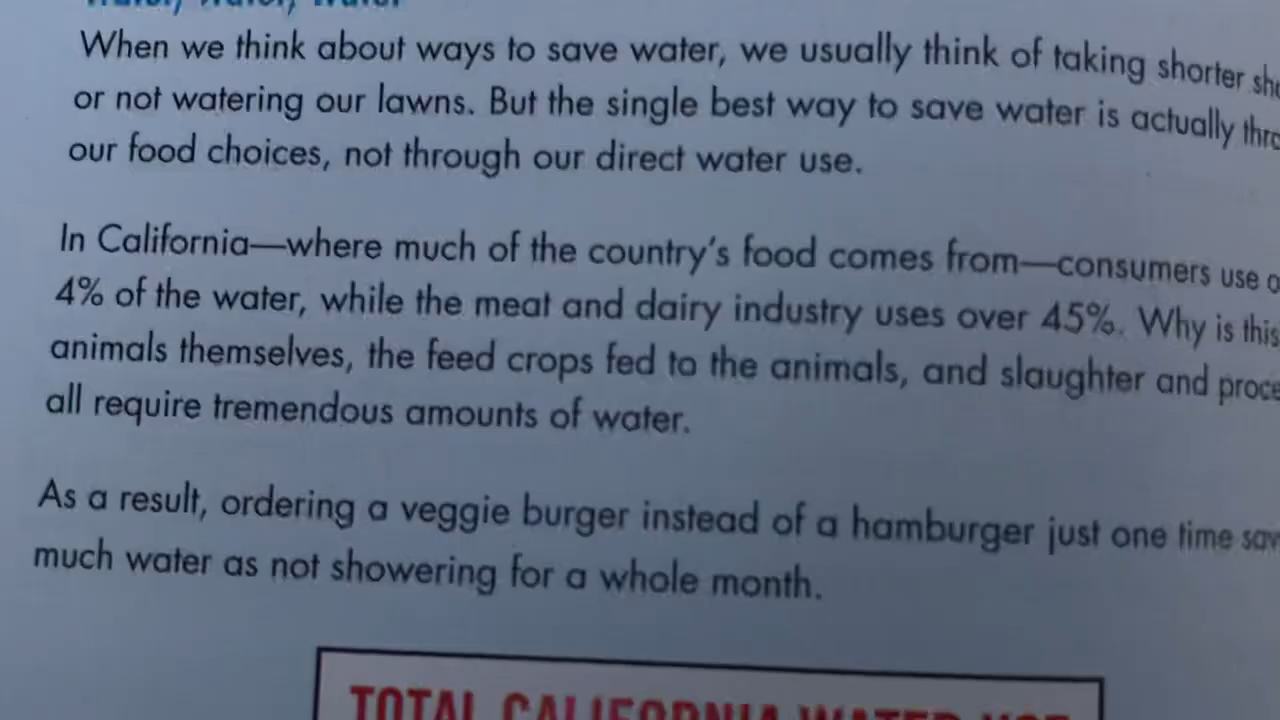 Water, Water, Water
When we think about ways to save water, we usually think of taking shorter
or not watering our lawns. But the single best way to save water is actually
our food choices, not through our direct water use.
In California—where much of the country's food comes from—consumers use
4% of the water, while the meat and dairy industry uses over 45%. Why is this
animals themselves, the feed crops fed to the animals, and slaughter and
all require tremendous amounts of water.
As a result, ordering a veggie burger instead of a hamburger just one time
much water as not showering for a whole month.
TOTAL CALIFORNIA WATER USE